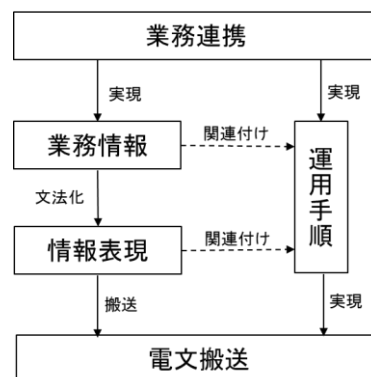 業務連携
実現
実現
業務情報
関連付け
運用手順
文法化
情報表現
関連付け
搬送
実現
電文搬送